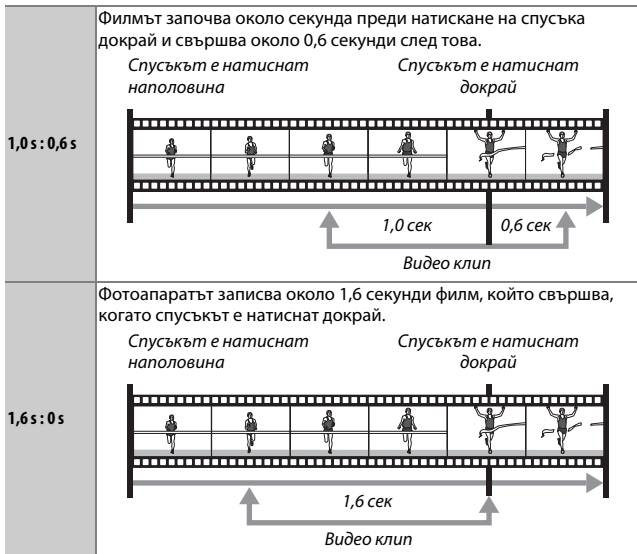 Филмът започва около секунда преди натискане на спусъка
докрай и свършва около 0,6 секунди след това.
Спусъкът е натиснат
наполовина
Спусъкът е натиснат
докрай
1,0 s : 0,6 s
1,0 сек
0,6 сек
Видео клип
Фотоапаратът записва около 1,6 секунди филм, който свършва,
когато спусъкът е натиснат докрай.
Спусъкът е натиснат
наполовина
Спусъкът е натиснат
докрай
1,6 s : 0 s
1,6 сек
Видео клип